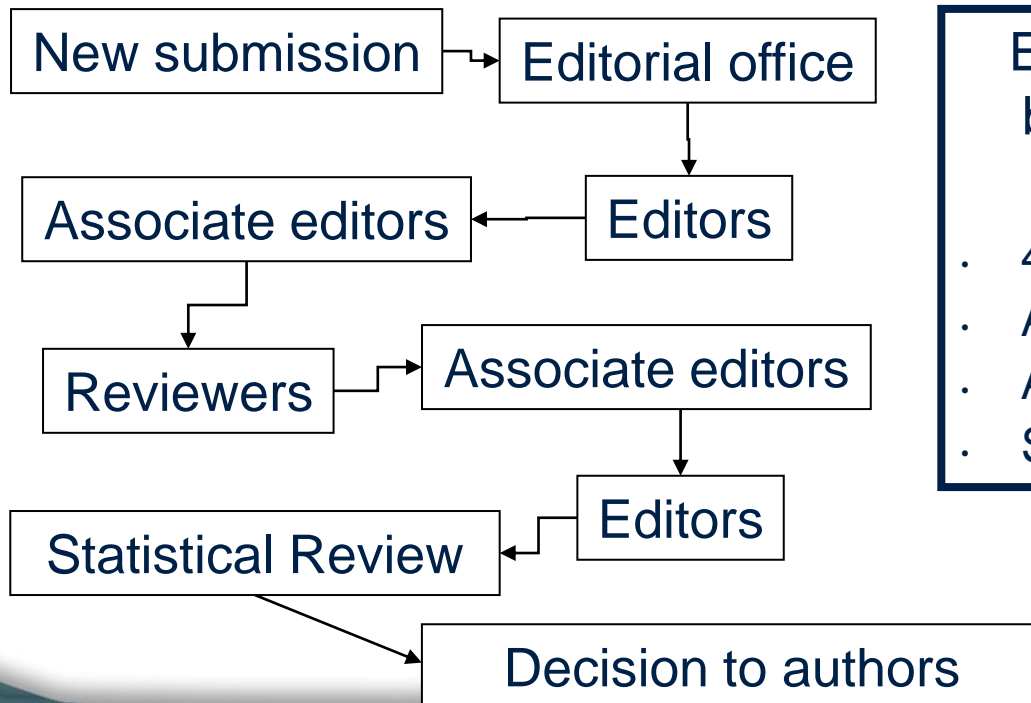 New submission
Editorial office
Editors
Associate editors
Reviewers
Associate editors
Editors
Statistical Review
Decision to authors